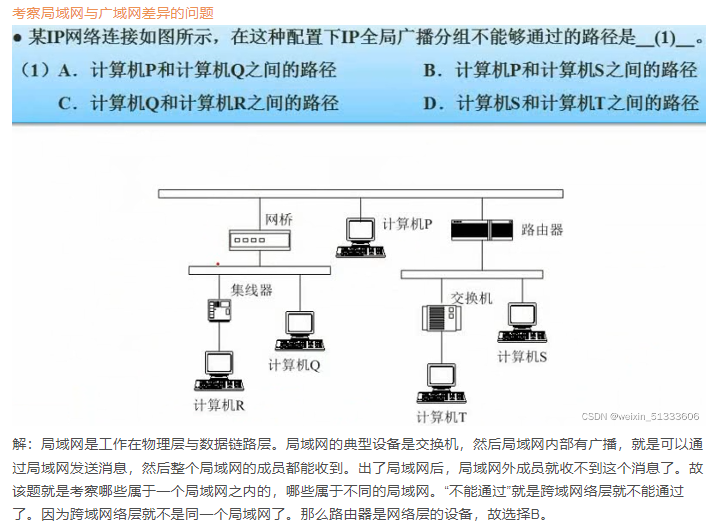 考察局域网与广域网差异的问题
● 某IP网络连接如图所示，在这种配置下IP全局广播分组不能够通过的路径是__(1)__。
（1）A．计算机P和计算机Q之间的路径 B．计算机P和计算机S之间的路径
C．计算机Q和计算机R之间的路径 D．计算机S和计算机T之间的路径
网桥
计算机P
路由器
集线器
交换机
计算机Q
计算机S
计算机R
计算机T
CSDN @weixin_51333606
解：局域网是工作在物理层与数据链路层。局域网的典型设备是交换机，然后局域网内部有广播，就是可以通
过局域网发送消息，然后整个局域网的成员都能收到。出了局域网后，局域网外成员就收不到这个消息了。故
该题就是考察哪些属于一个局域网之内的，哪些属于不同的局域网。“不能通过”就是跨域网络层就不能通过
了。因为跨域网络层就不是同一个局域网了。那么路由器是网络层的设备，故选择B。